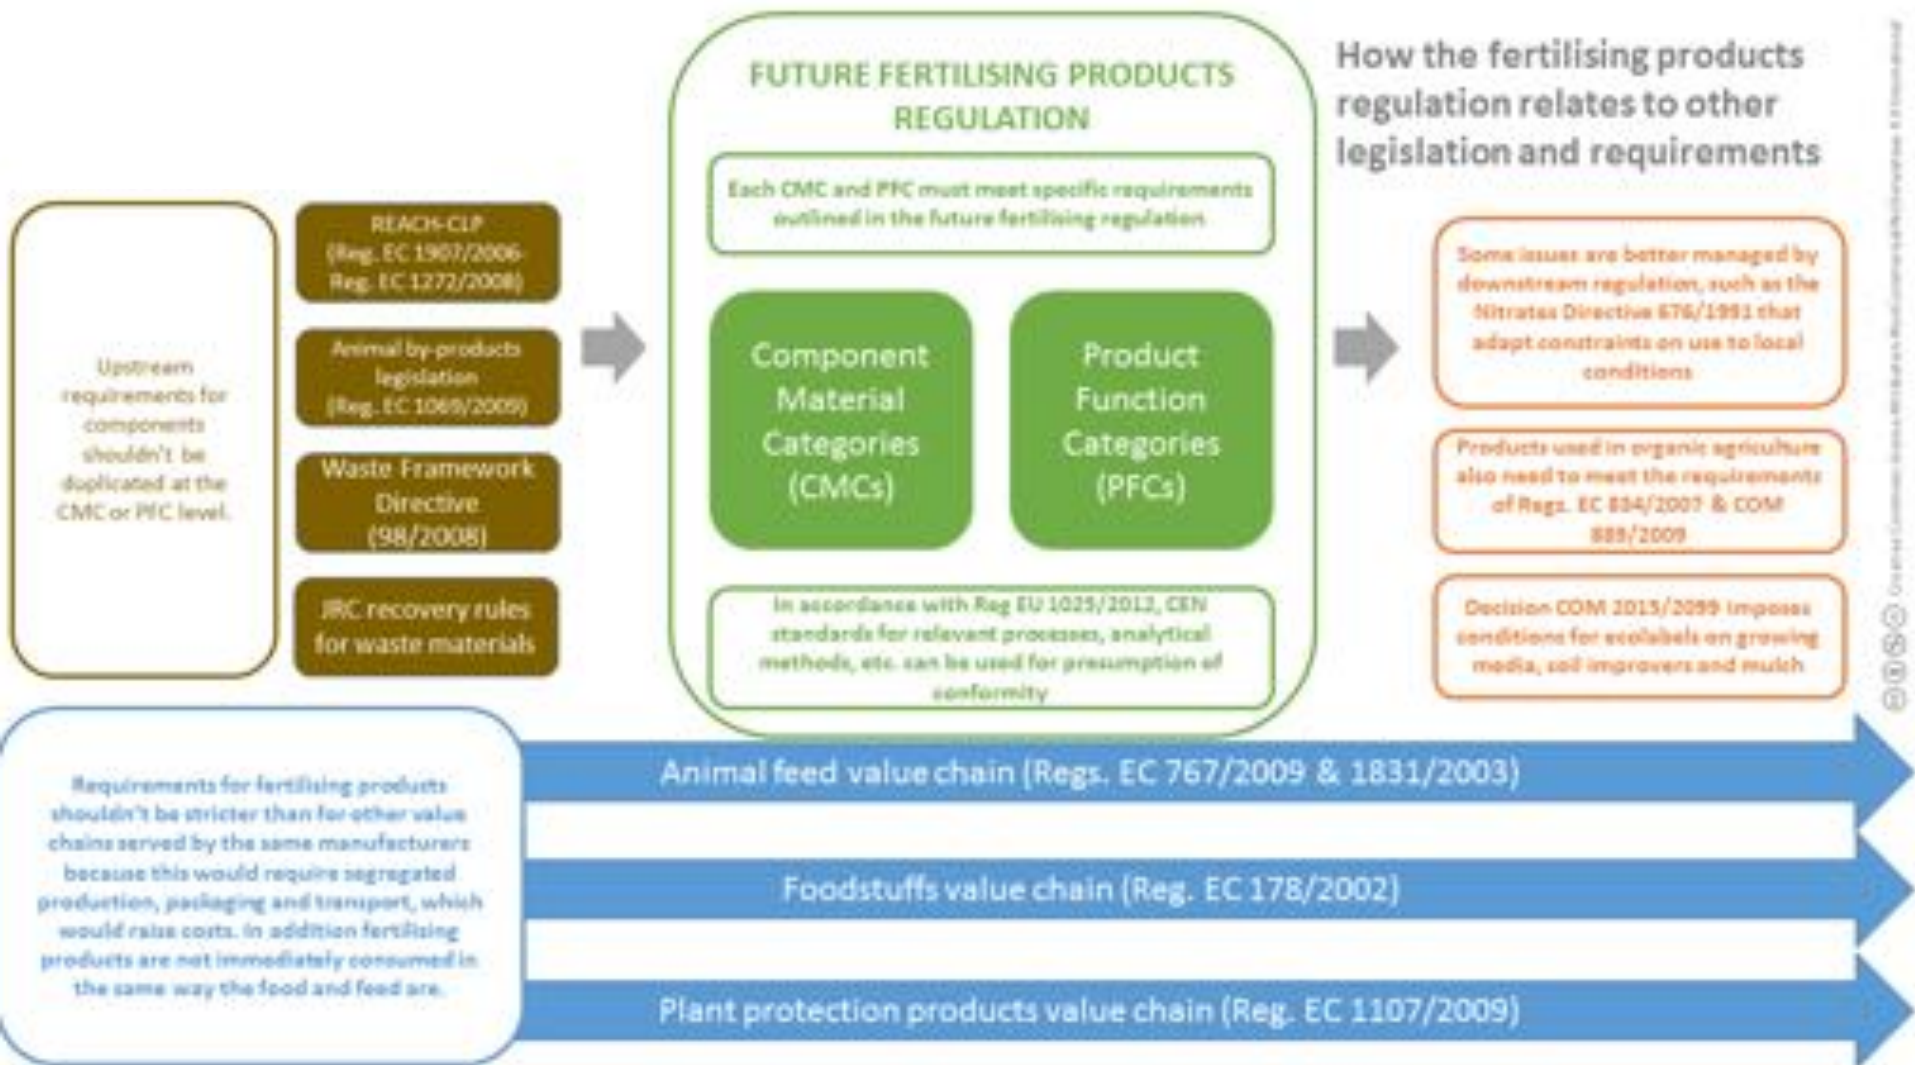 FUTURE FERTILISING PRODUCTS
REGULATION
Each CMC and PFC must meet specific requirements
outlined in the future fertilising regulation
Component
Material
Categories
(CMCs)
Product
Function
Categories
(PFCs)
In accordance with Reg EU 1025/2012, CEN
standards for relevant processes, analytical
methods, etc. can be used for presumption of
conformity
How the fertilising products
regulation relates to other
legislation and requirements
Upstream
requirements for
components
shouldn't be
duplicated at the
CMC or PFC level.
REACH-CLP
(Reg. EC 1907/2006-
Reg. EC 1272/2008)
Animal by-products
legislation
(Reg. EC 1069/2009)
Waste Framework
Directive
(98/2008)
JRC recovery rules
for waste materials
Some issues are better managed by
downstream regulation, such as the
Nitrates Directive 676/1991 that
adapt constraints on use to local
conditions
Products used in organic agriculture
also need to meet the requirements
of Regs. EC 834/2007 & COM
889/2009
Decision COM 2015/2099 imposes
conditions for ecolabels on growing
media, soil improvers and mulch
Requirements for fertilising products
shouldn't be stricter than for other value
chains served by the same manufacturers
because this would require segregated
production, packaging and transport, which
would raise costs. In addition fertilising
products are not immediately consumed in
the same way the food and feed are.
Animal feed value chain (Regs. EC 767/2009 & 1831/2003)
Foodstuffs value chain (Reg. EC 178/2002)
Plant protection products value chain (Reg. EC 1107/2009)